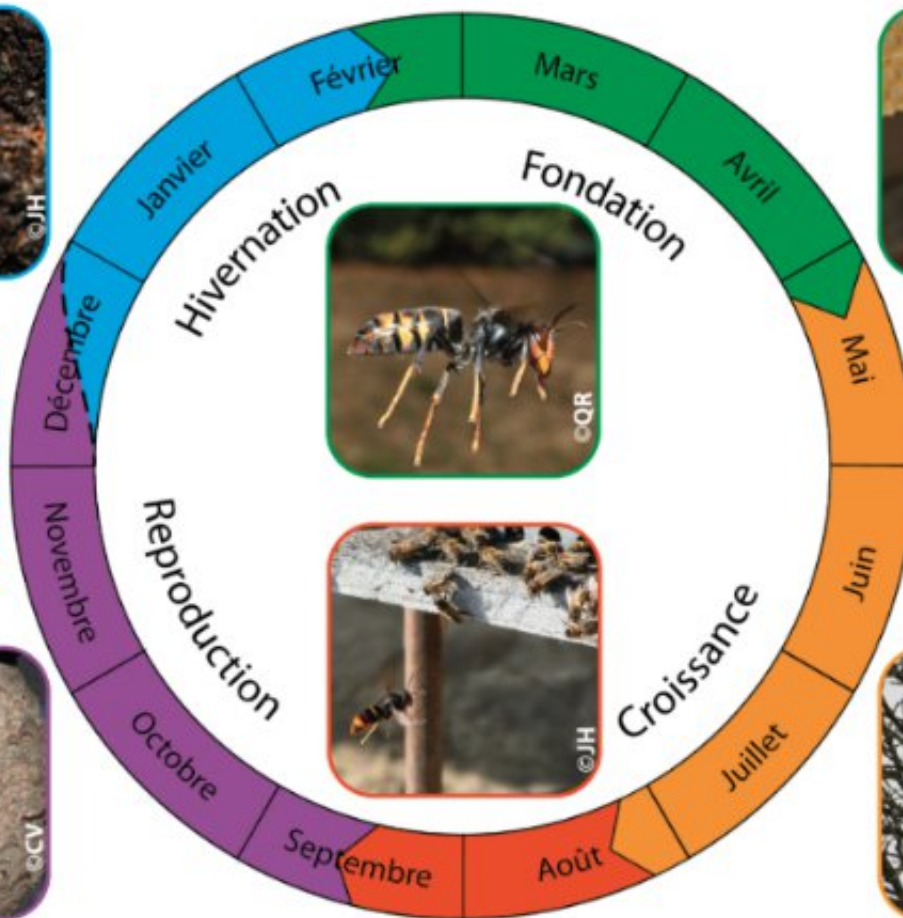 Février
Mars
Janvier
Avril
©JH
Hivernation
Fondation
Décembre
Mai
©QR
Novembre
Reproduction
Juin
Croissance
Octobre
Juillet
©JH
©CV
Septembre
Août